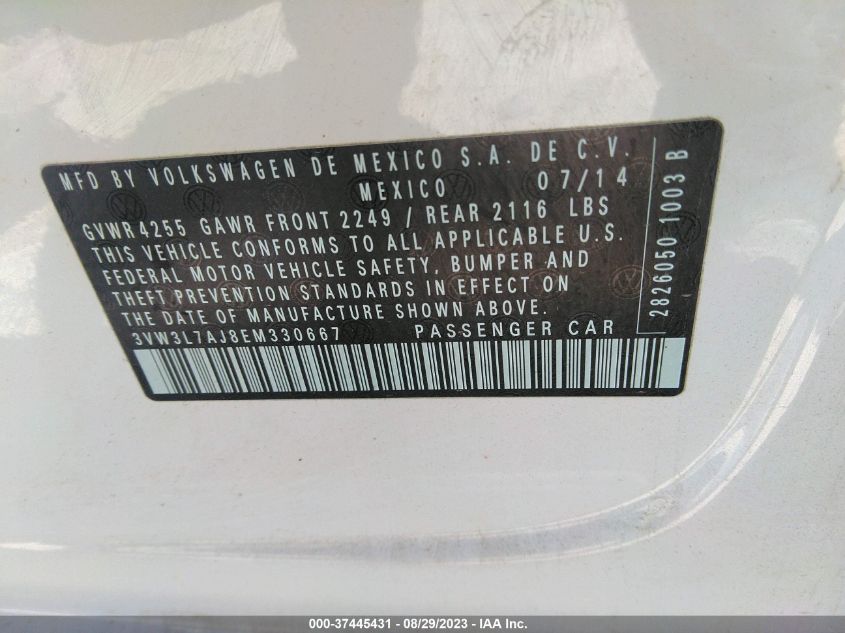 MFD BY VOLKSWAGEN DE MEXICO S.A. DE C.V.
MEXICO 07/14
GVWR 4255 GAWR FRONT 2249 / REAR 2116 LBS
THIS VEHICLE CONFORMS TO ALL APPLICABLE U.S.
FEDERAL MOTOR VEHICLE SAFETY, BUMPER AND
THEFT PREVENTION STANDARDS IN EFFECT ON
THE DATE OF MANUFACTURE SHOWN ABOVE.
3VW3L7AJ8EM330667 PASSENGER CAR
2826050 1003 B
000-37445431 - 08/29/2023 - IAA Inc.